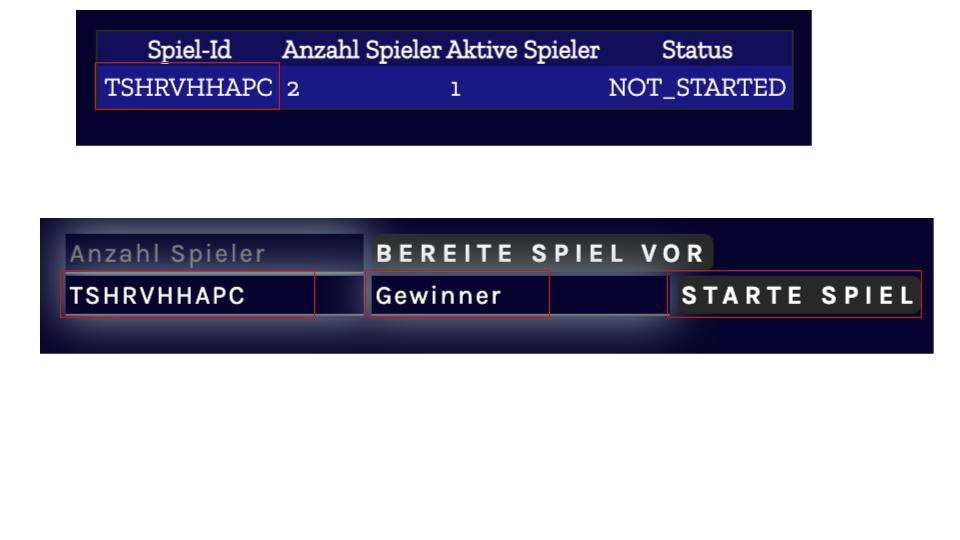 Spiel-Id Anzahl Spieler Aktive Spieler Status
TSHRVHHAPC 2 1 NOT_STARTED
Anzahl Spieler BEREITE SPIEL VOR
TSHRVHHAPC Gewinner STARTE SPIEL